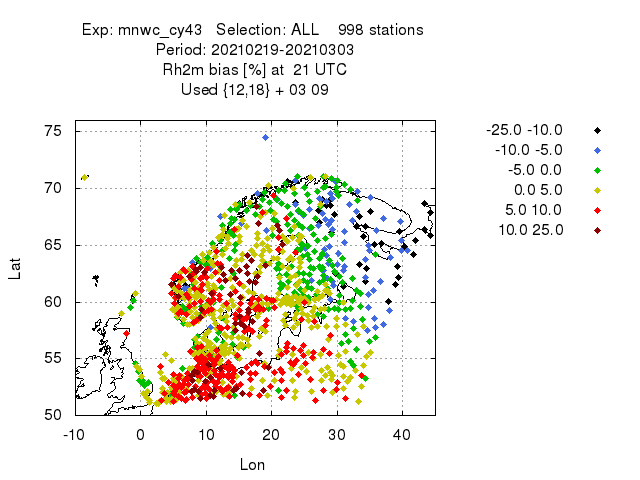 Exp: mnwc_cy43 Selection: ALL 998 stations
Period: 20210219-20210303
Rh2m bias [%] at 21 UTC
Used {12,18} + 03 09
-25.0 -10.0
-10.0 -5.0
-5.0 0.0
0.0 5.0
5.0 10.0
10.0 25.0
75
70
65
60
55
50
Lat
-10 0 10 20 30 40
Lon